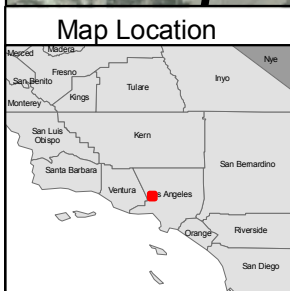 Map Location
Merced
Madera
Nye
Fresno
Inyo
San Benito
Tulare
Kings
Monterey
San Luis
Obispo
Kern
San Bernardino
Santa Barbara
Ventura
Los Angeles
Orange
Riverside
San Diego